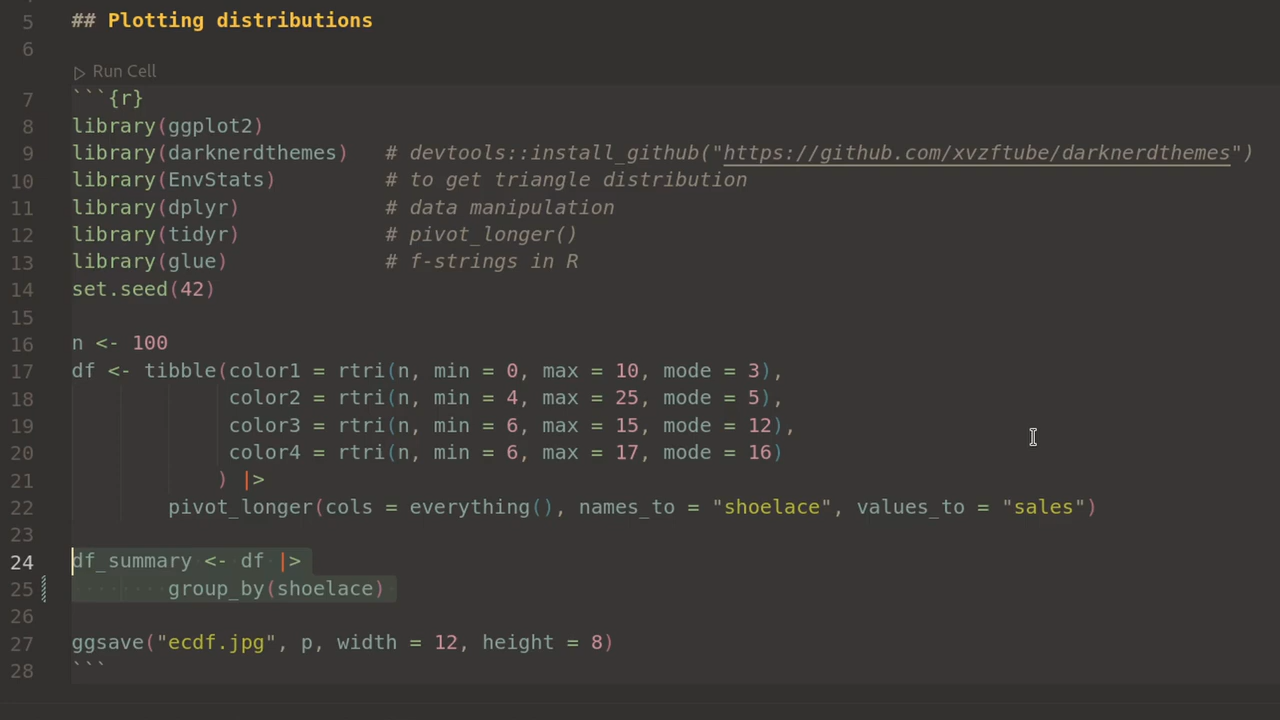 5 ## Plotting distributions
6
Run Cell
7 ```{r}
8 library(ggplot2)
9 library(darknerdthemes)   # devtools::install_github("https://github.com/xvzftube/darknerdthemes")
10 library(EnvStats)         # to get triangle distribution
11 library(dplyr)            # data manipulation
12 library(tidyr)            # pivot_longer()
13 library(glue)             # f-strings in R
14 set.seed(42)
15
16 n <- 100
17 df <- tibble(color1 = rtri(n, min = 0, max = 10, mode = 3),
18              color2 = rtri(n, min = 4, max = 25, mode = 5),
19              color3 = rtri(n, min = 6, max = 15, mode = 12),
20              color4 = rtri(n, min = 6, max = 17, mode = 16)
21             ) |>
22         pivot_longer(cols = everything(), names_to = "shoelace", values_to = "sales")
23
24 df_summary <- df |>
25         group_by(shoelace)
26
27 ggsave("ecdf.jpg", p, width = 12, height = 8)
28 ```